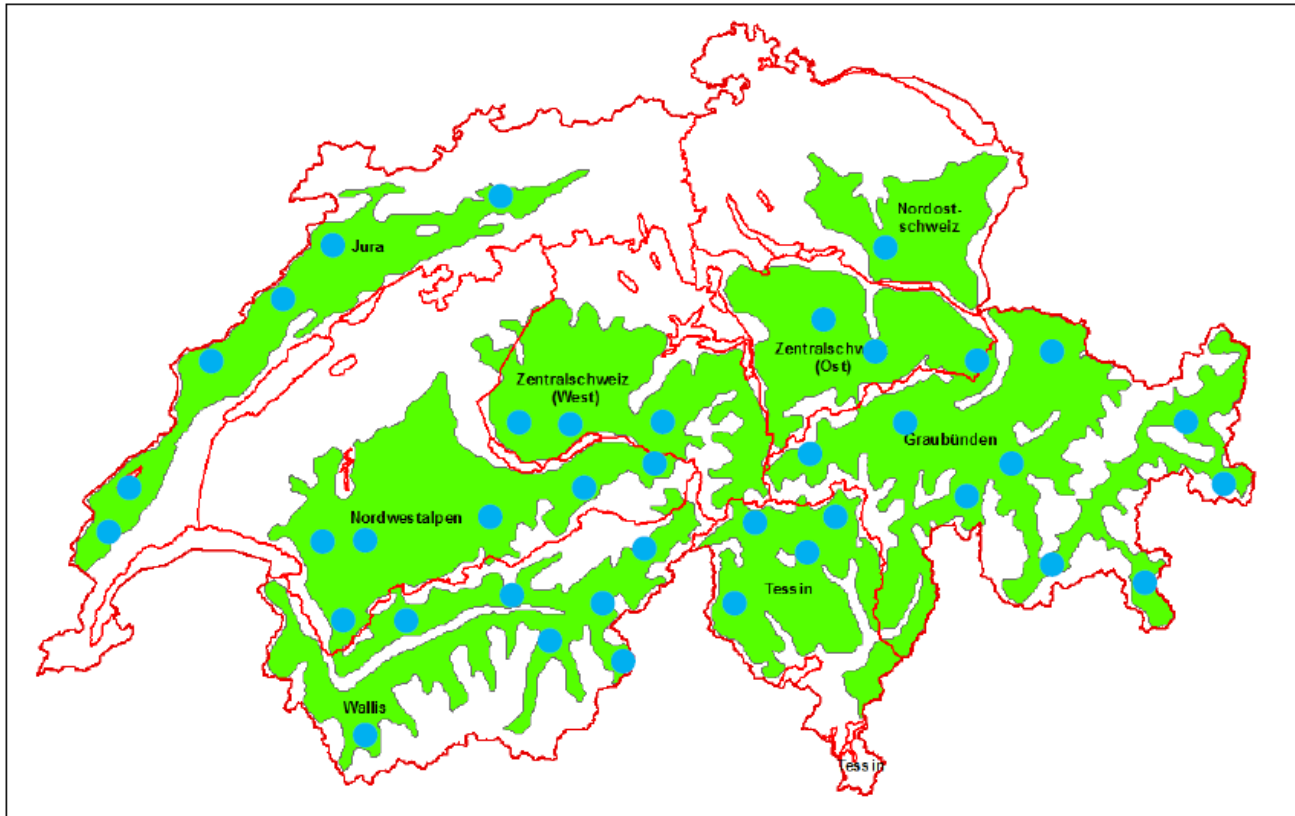 Nordost-
schweiz
Jura
Zentralschw
(Ost)
Zentralschweiz
(West)
Graubünden
Nordwestalpen
Tessin
Wallis
Tessin